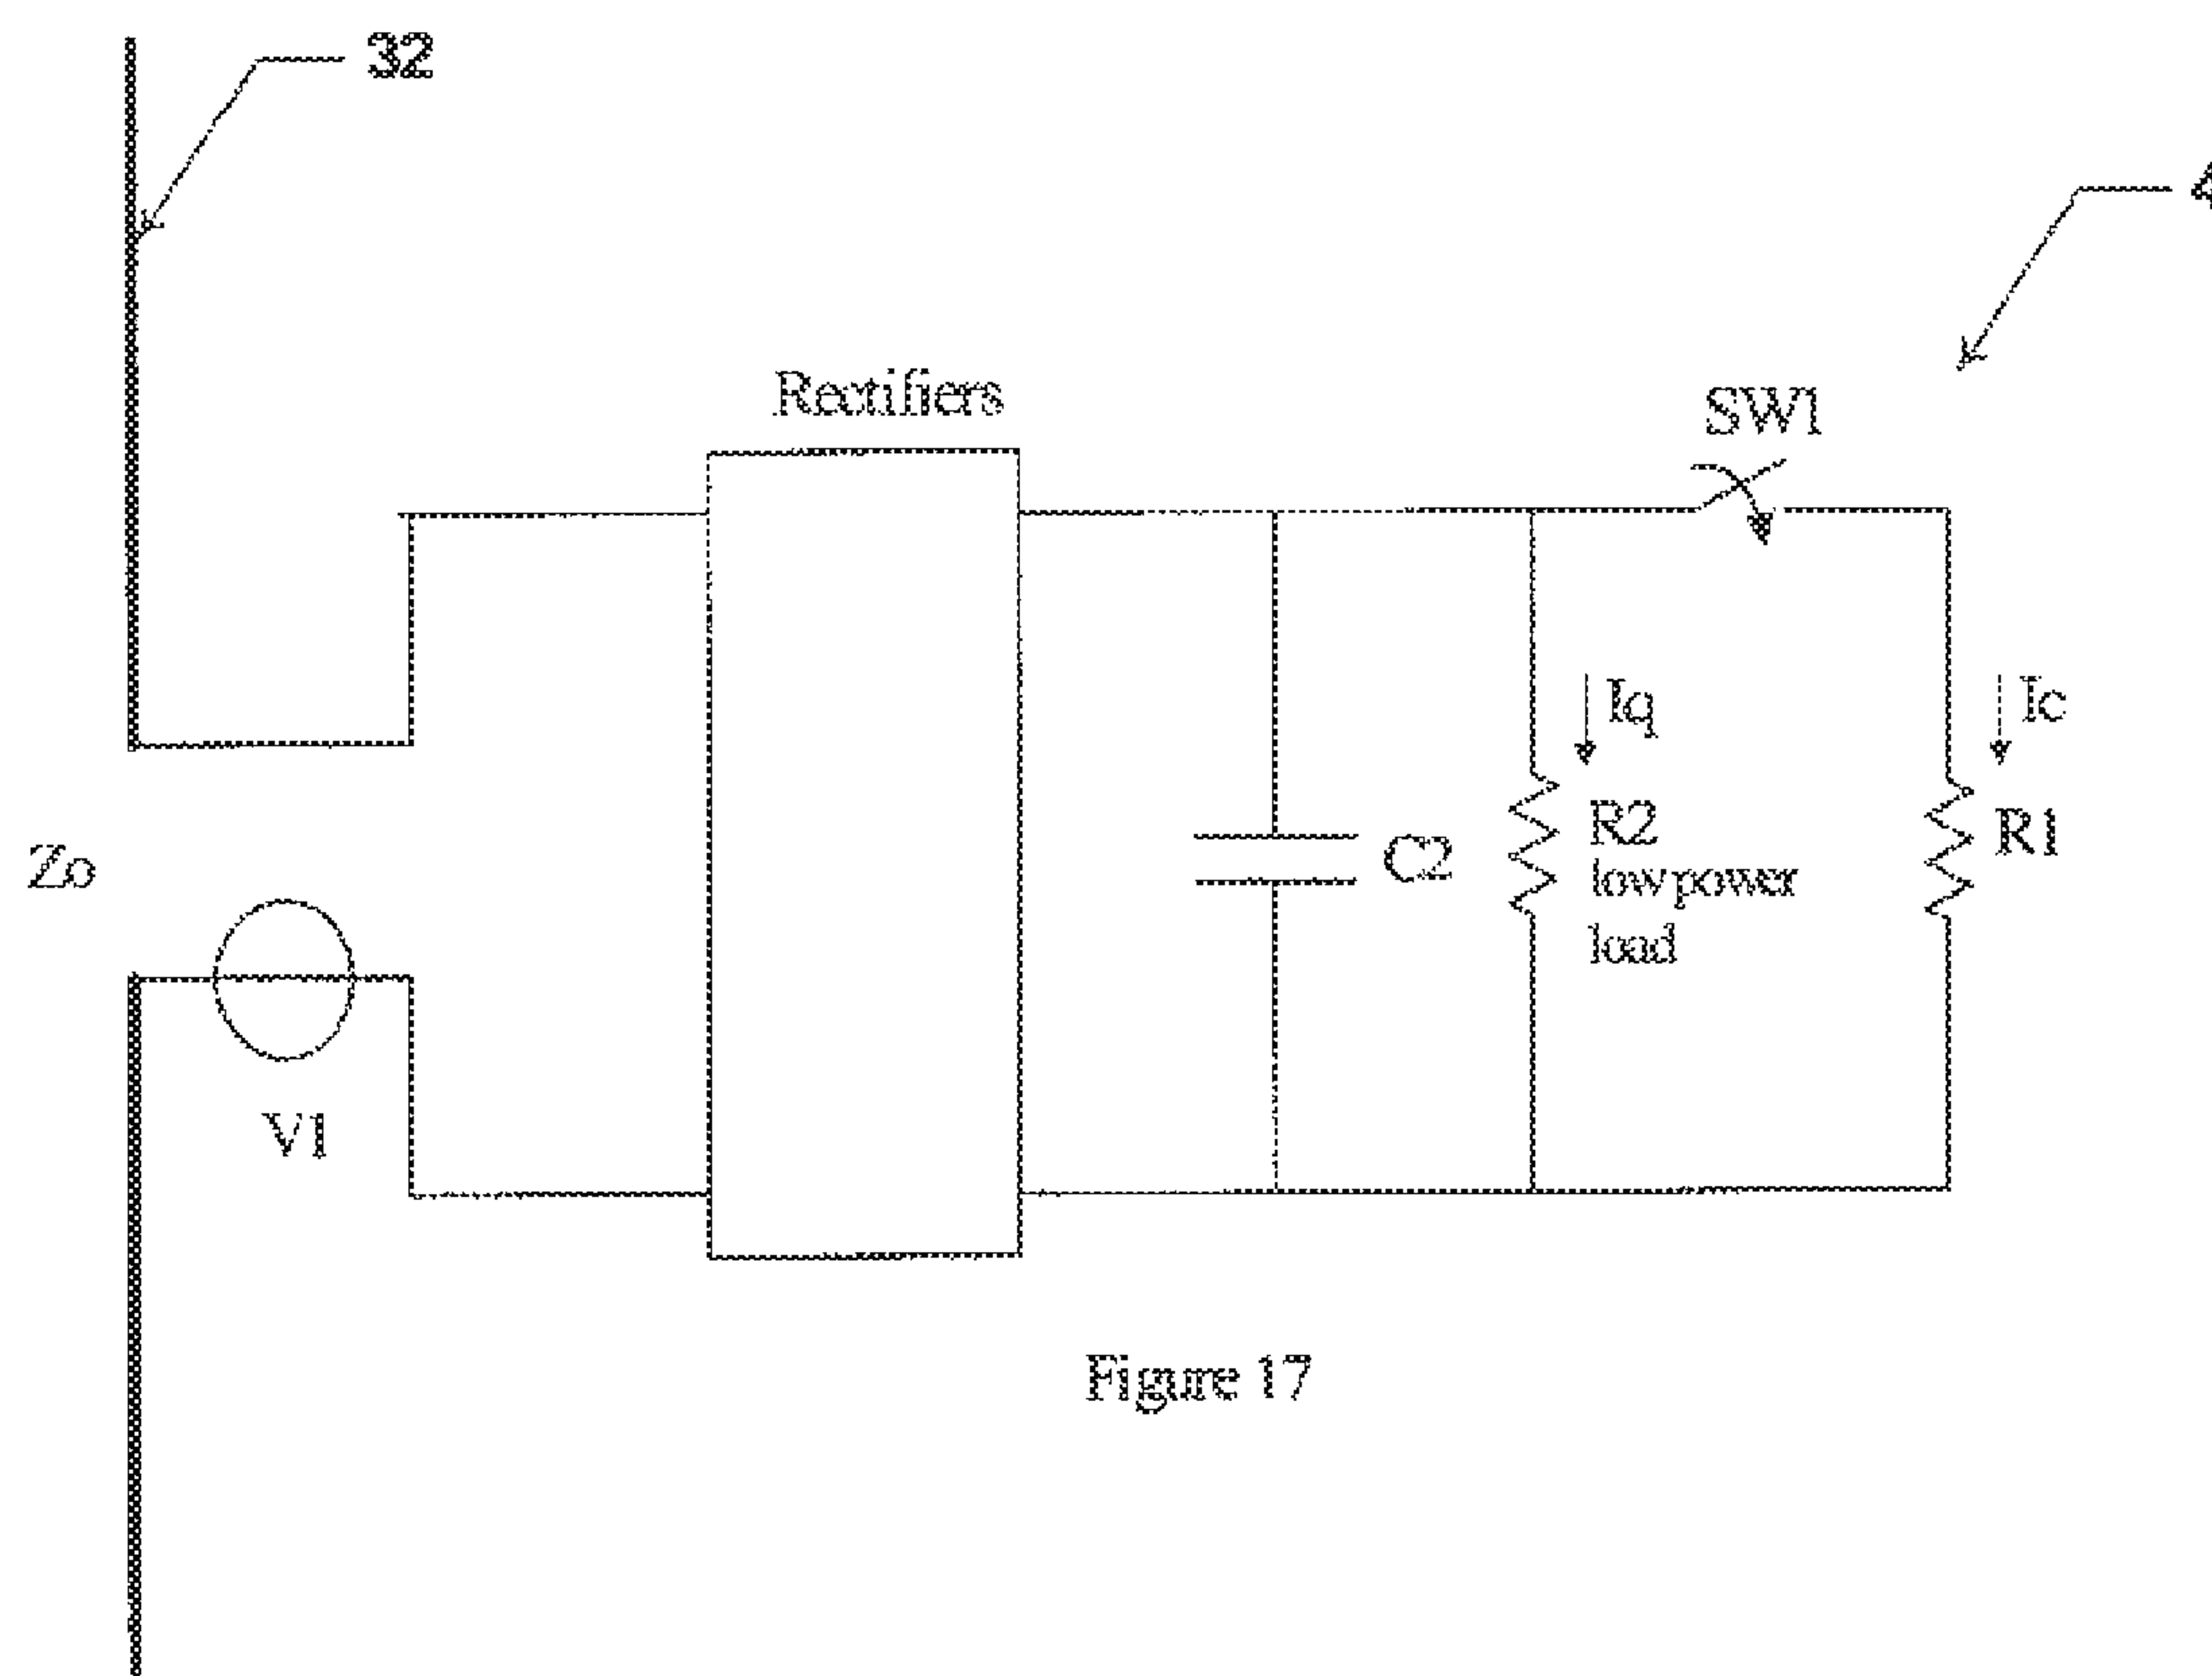 32
Rectifiers
SW1
Iq
Ic
R2
low power
load
R1
C2
Zo
V1
Figure 17